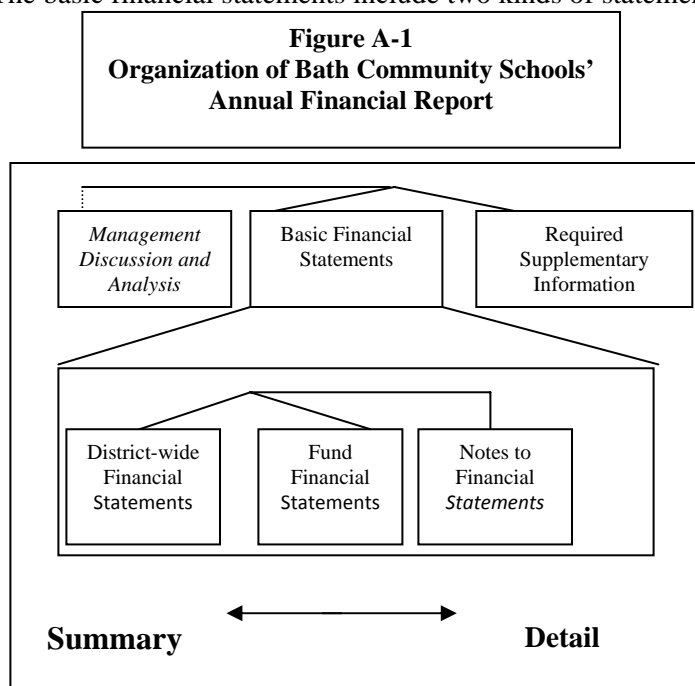 The basic financial statements include two kinds of statemen
Figure A-1
Organization of Bath Community Schools’
Annual Financial Report
Management
Discussion and
Analysis
Basic Financial
Statements
Required
Supplementary
Information
District-wide
Financial
Statements
Fund
Financial
Statements
Notes to
Financial
Statements
Summary
Detail